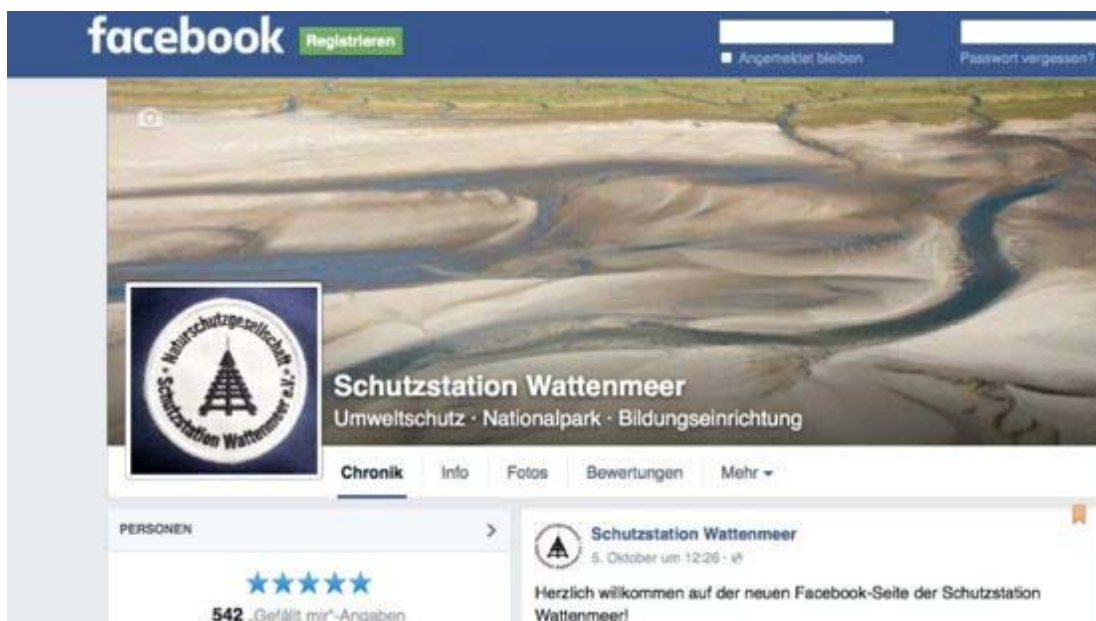 facebook Registrieren
Angemeldet bleiben Passwort vergessen?
Naturschutzgesellschaft
Schutzstation Wattenmeer e.V.
Schutzstation Wattenmeer
Umweltschutz · Nationalpark · Bildungseinrichtung
Chronik Info Fotos Bewertungen Mehr
PERSONEN
542 „Gefällt mir“-Angaben
Schutzstation Wattenmeer
5. Oktober um 12:26
Herzlich willkommen auf der neuen Facebook-Seite der Schutzstation
Wattenmeer!